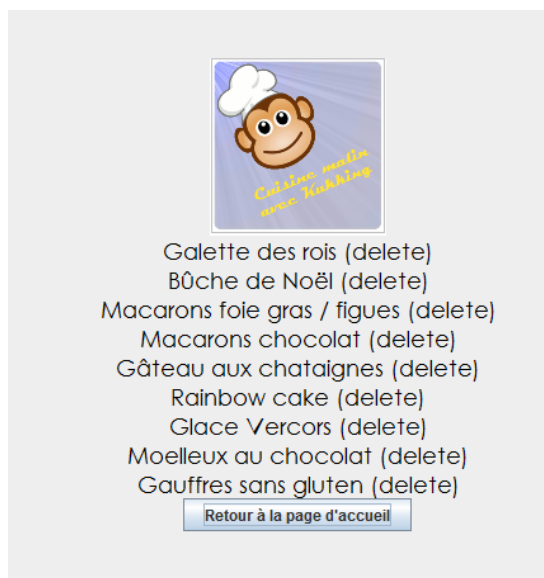 Cuisine malin
avec Kukking
Galette des rois (delete)
Bûche de Noël (delete)
Macarons foie gras / figues (delete)
Macarons chocolat (delete)
Gâteau aux chataignes (delete)
Rainbow cake (delete)
Glace Vercors (delete)
Moelleux au chocolat (delete)
Gauffres sans gluten (delete)
Retour à la page d'accueil